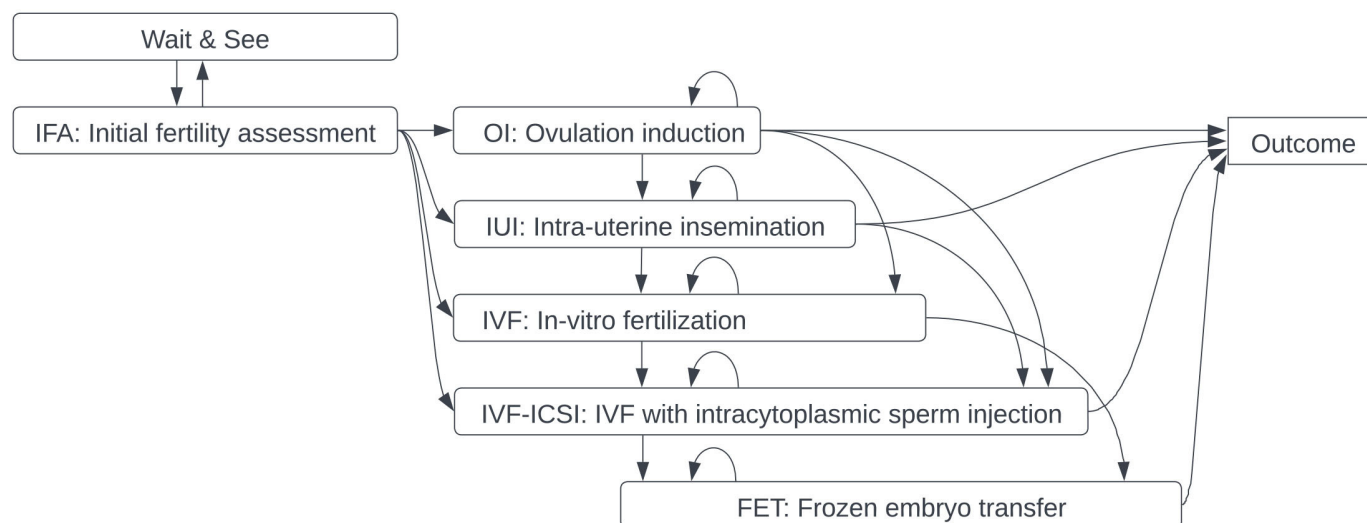 Wait & See
IFA: Initial fertility assessment
OI: Ovulation induction
Outcome
IUI: Intra-uterine insemination
IVF: In-vitro fertilization
IVF-ICSI: IVF with intracytoplasmic sperm injection
FET: Frozen embryo transfer